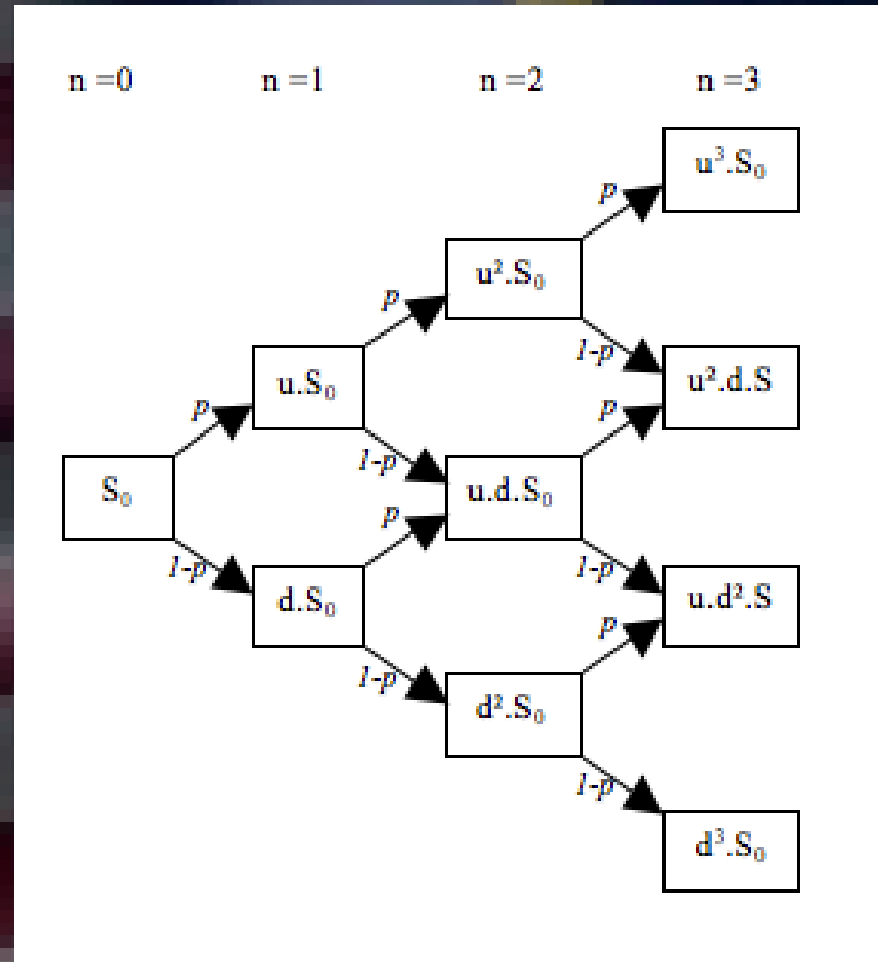 n =0 n =1 n =2 n =3
u³.S₀
p
u².S₀
p
1-p
u.S₀
u².d.S
p
p
1-p
S₀
u.d.S₀
p
1-p
1-p
d.S₀
u.d².S
p
1-p
d².S₀
1-p
d³.S₀